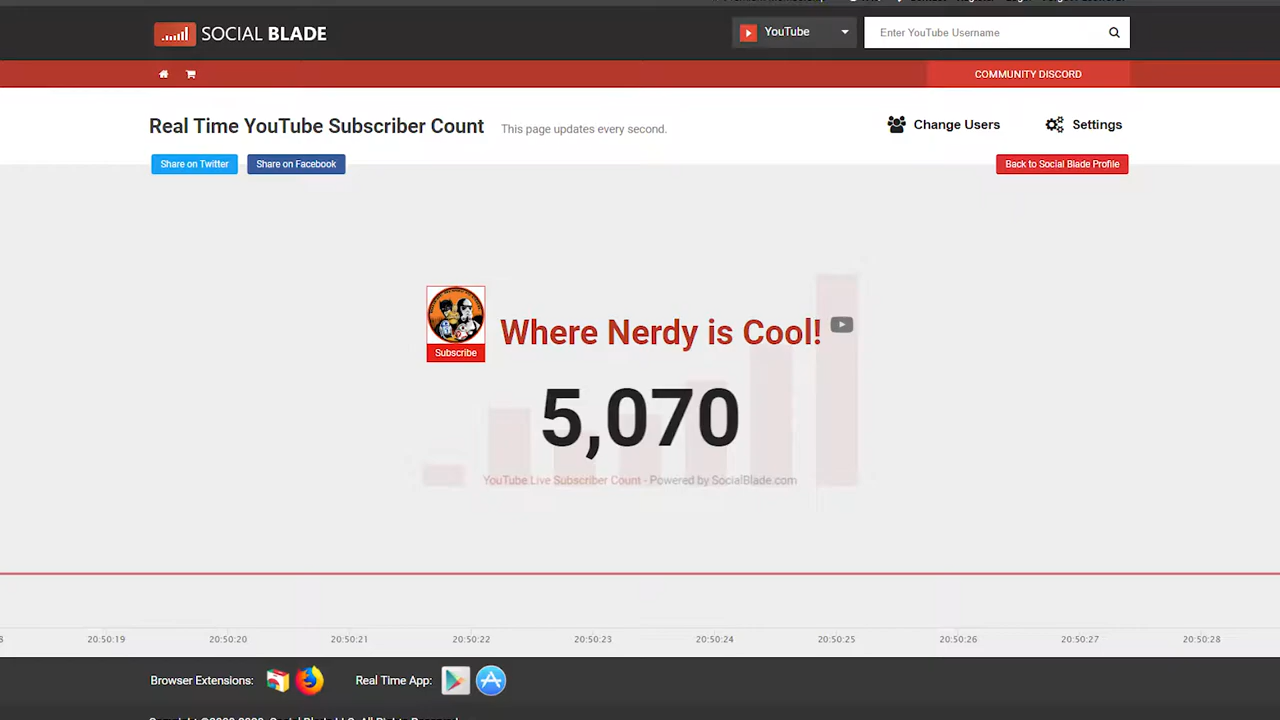 SOCIAL BLADE
YouTube
Enter YouTube Username
COMMUNITY DISCORD
Real Time YouTube Subscriber Count
This page updates every second.
Change Users
Settings
Share on Twitter
Share on Facebook
Back to Social Blade Profile
Where Nerdy is Cool!
Subscribe
5,070
YouTube Live Subscriber Count - Powered by SocialBlade.com
20:50:19
20:50:20
20:50:21
20:50:22
20:50:23
20:50:24
20:50:25
20:50:26
20:50:27
20:50:28
Browser Extensions:
Real Time App: